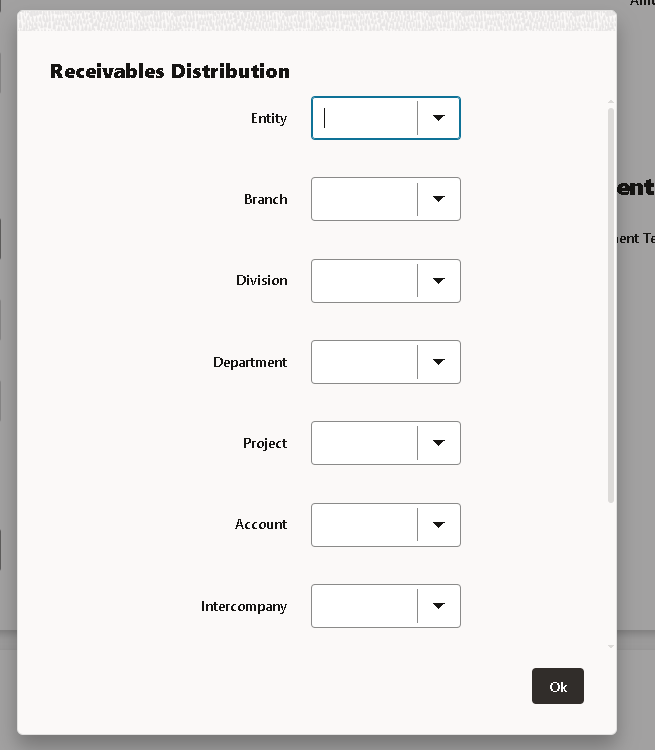 Receivables Distribution
Entity
Branch
Division
Department
Project
Account
Intercompany
Ok